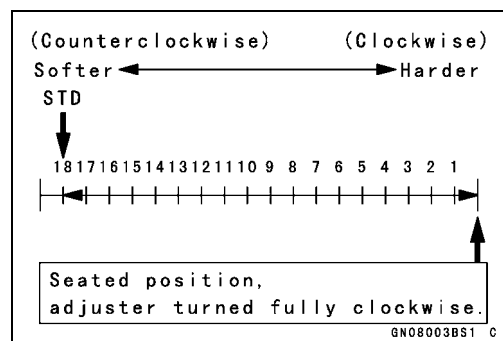 (Counterclockwise) (Clockwise)
Softer Harder
STD
18 17 16 15 14 13 12 11 10 9 8 7 6 5 4 3 2 1
Seated position,
adjuster turned fully clockwise.
GN08003BS1 C